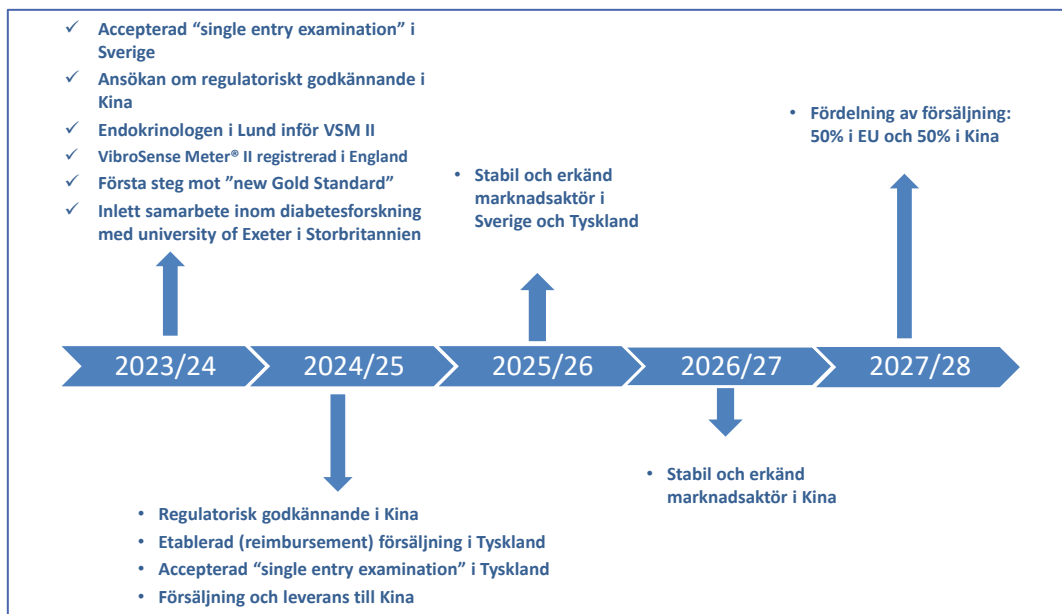 ✓ Accepterad “single entry examination” i
Sverige
✓ Ansökan om regulatoriskt godkännande i
Kina
✓ Endokrinologen i Lund inför VSM II
✓ VibroSense Meter® II registrerad i England
✓ Första steg mot ”new Gold Standard”
✓ Inlett samarbete inom diabetesforskning
med university of Exeter i Storbritannien
• Stabil och erkänd
marknadsaktör i
Sverige och Tyskland
• Fördelning av försäljning:
50% i EU och 50% i Kina
2023/24
2024/25
2025/26
2026/27
2027/28
• Regulatorisk godkännande i Kina
• Etablerad (reimbursement) försäljning i Tyskland
• Accepterad “single entry examination” i Tyskland
• Försäljning och leverans till Kina
• Stabil och erkänd
marknadsaktör i Kina